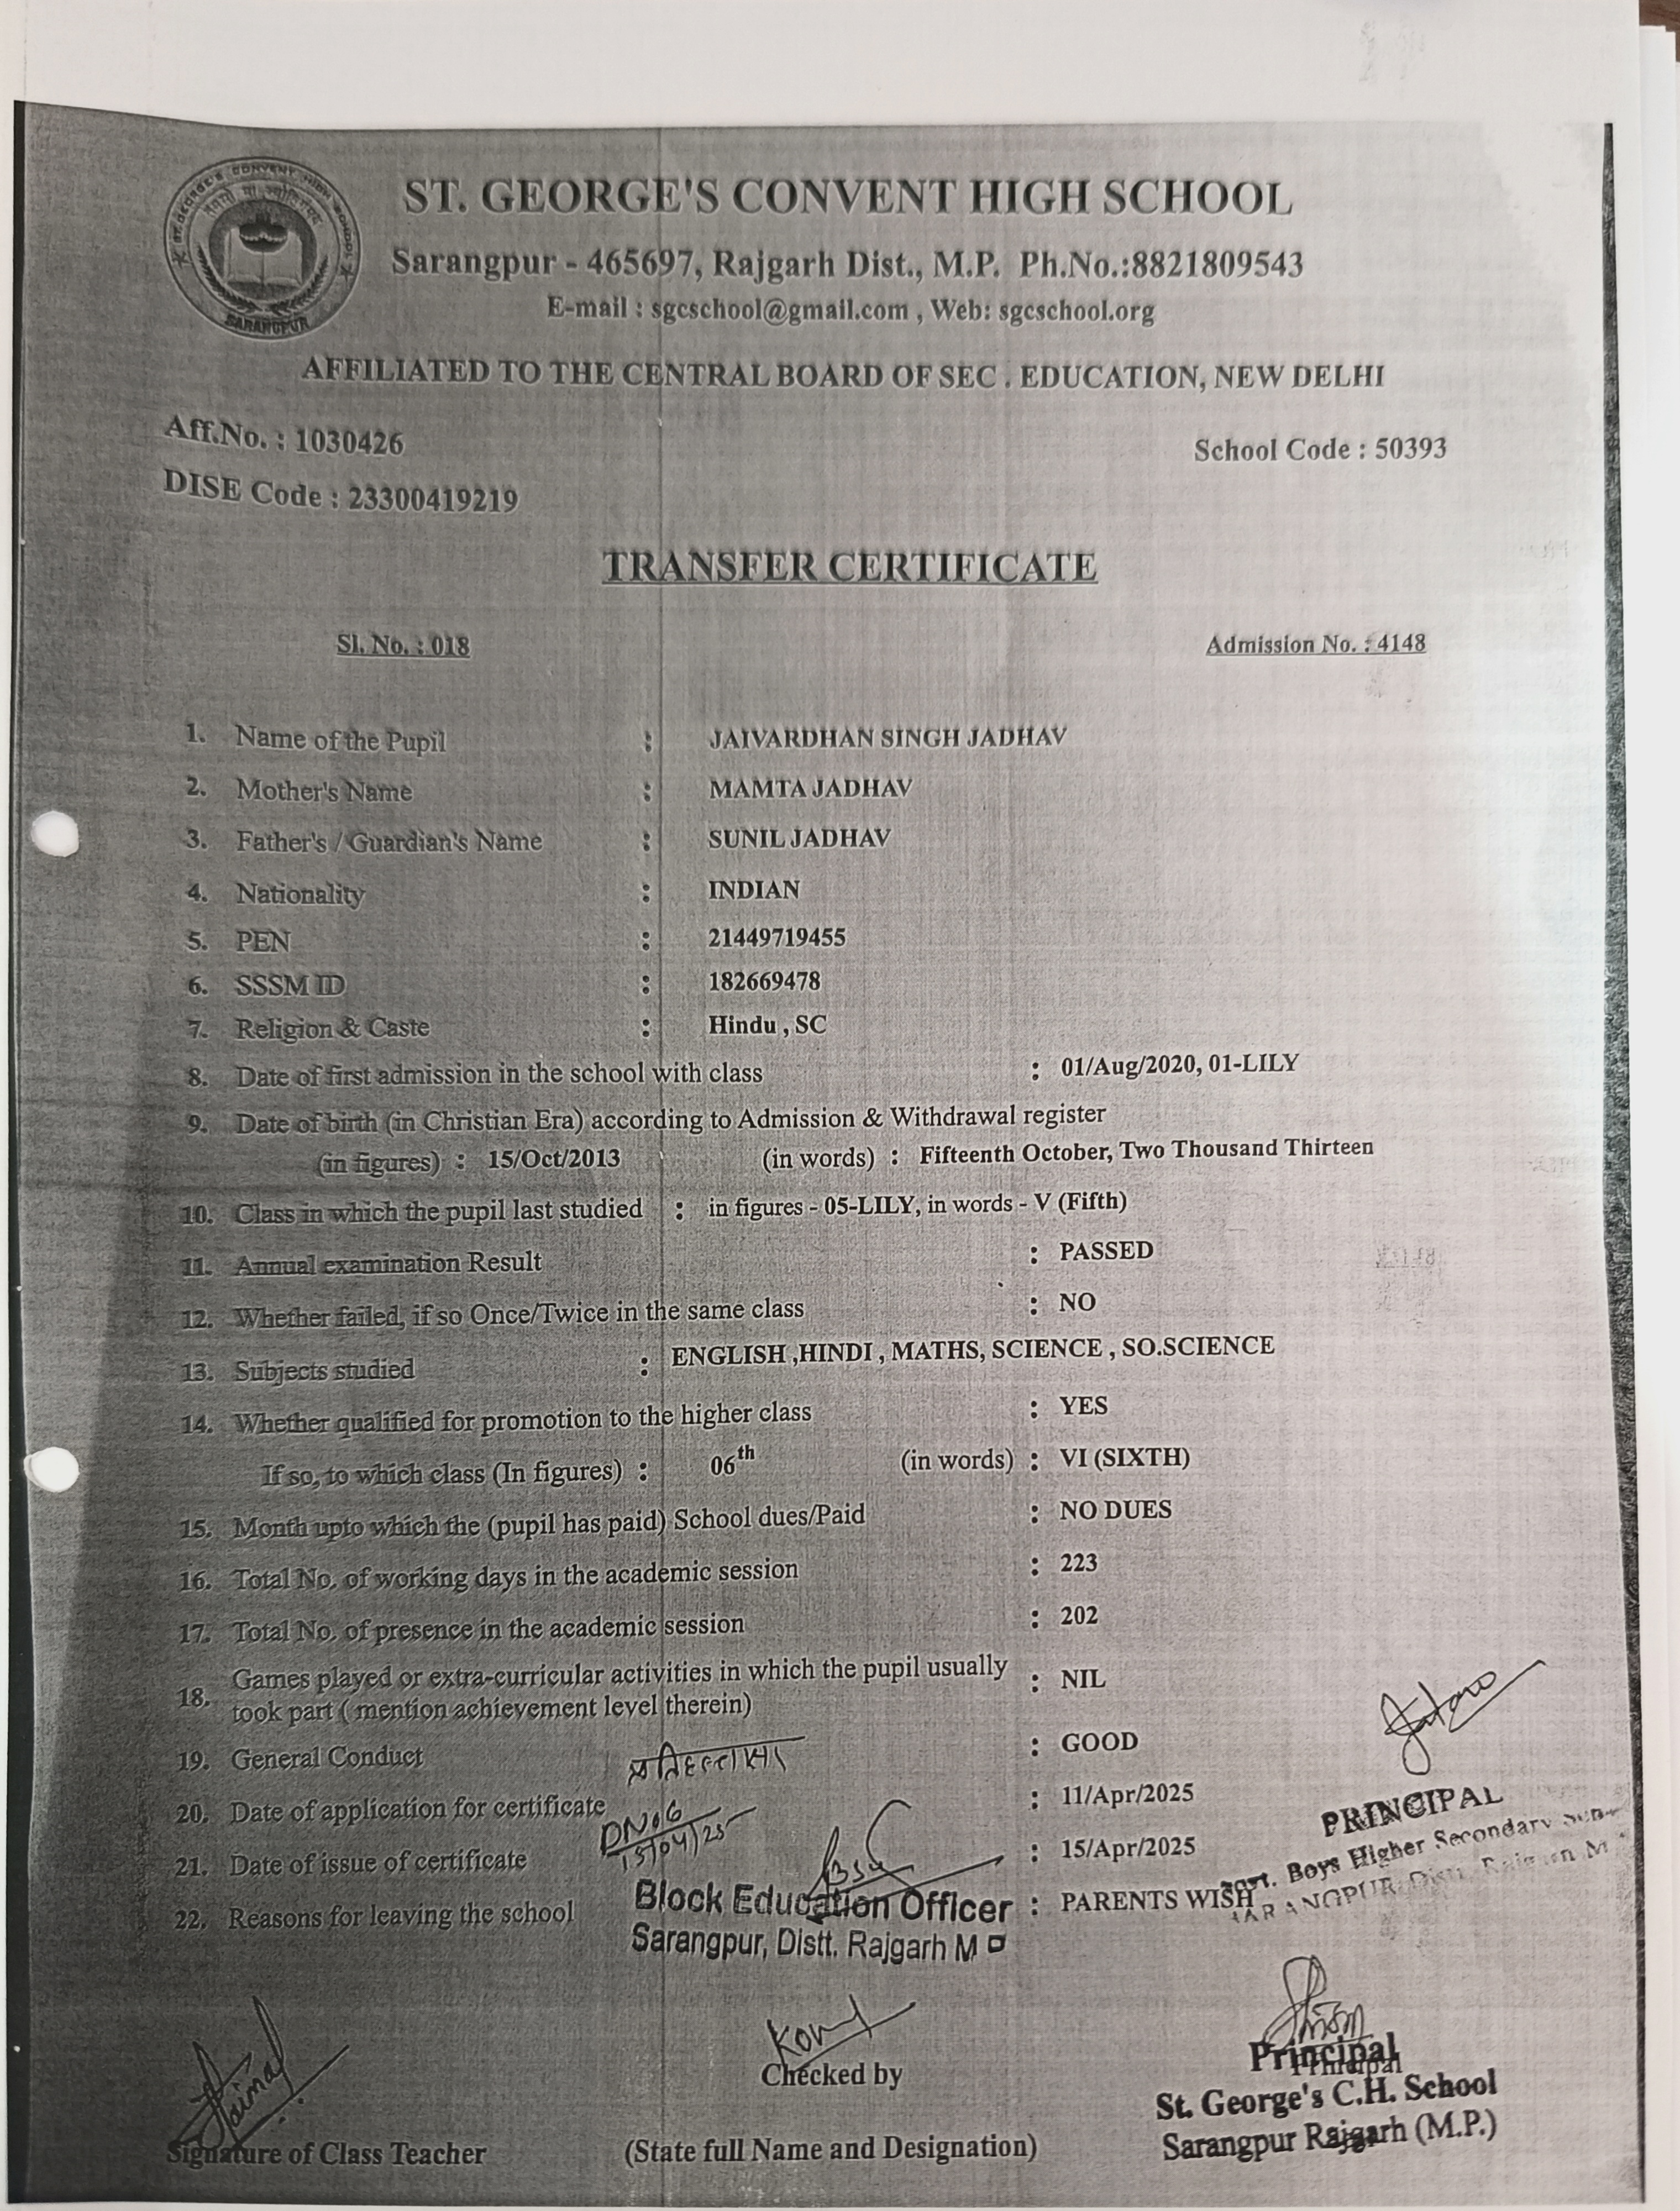 ST. GEORGE'S CONVENT HIGH SCHOOL
SARANGPUR
ST. GEORGE'S CONVENT HIGH SCHOOL
Sarangpur - 465697, Rajgarh Dist., M.P. Ph.No.:8821809543
E-mail : sgcschool@gmail.com , Web: sgcschool.org
AFFILIATED TO THE CENTRAL BOARD OF SEC . EDUCATION, NEW DELHI
Aff.No. : 1030426
School Code : 50393
DISE Code : 23300419219
TRANSFER CERTIFICATE
Sl. No. : 018 Admission No. : 4148
1. Name of the Pupil : JAIVARDHAN SINGH JADHAV
2. Mother's Name : MAMTA JADHAV
3. Father's / Guardian's Name : SUNIL JADHAV
4. Nationality : INDIAN
5. PEN : 21449719455
6. SSSM ID : 182669478
7. Religion & Caste : Hindu , SC
8. Date of first admission in the school with class : 01/Aug/2020, 01-LILY
9. Date of birth (in Christian Era) according to Admission & Withdrawal register
(in figures) : 15/Oct/2013 (in words) : Fifteenth October, Two Thousand Thirteen
10. Class in which the pupil last studied : in figures - 05-LILY, in words - V (Fifth)
11. Annual examination Result : PASSED
12. Whether failed, if so Once/Twice in the same class : NO
13. Subjects studied : ENGLISH ,HINDI , MATHS, SCIENCE , SO.SCIENCE
14. Whether qualified for promotion to the higher class : YES
If so, to which class (In figures) : 06th (in words) : VI (SIXTH)
15. Month upto which the (pupil has paid) School dues/Paid : NO DUES
16. Total No. of working days in the academic session : 223
17. Total No. of presence in the academic session : 202
18. Games played or extra-curricular activities in which the pupil usually : NIL
took part ( mention achievement level therein)
19. General Conduct : GOOD
प्रतिहस्ताक्षर
20. Date of application for certificate : 11/Apr/2025
15/04/25
21. Date of issue of certificate : 15/Apr/2025
22. Reasons for leaving the school : PARENTS WISH
Block Education Officer
Sarangpur, Distt. Rajgarh M P
PRINCIPAL
Govt. Boys Higher Secondary
SARANGPUR, Distt. Rajgarh M
Signature of Class Teacher
Checked by
(State full Name and Designation)
Principal
Principal
St. George's C.H. School
Sarangpur Rajgarh (M.P.)